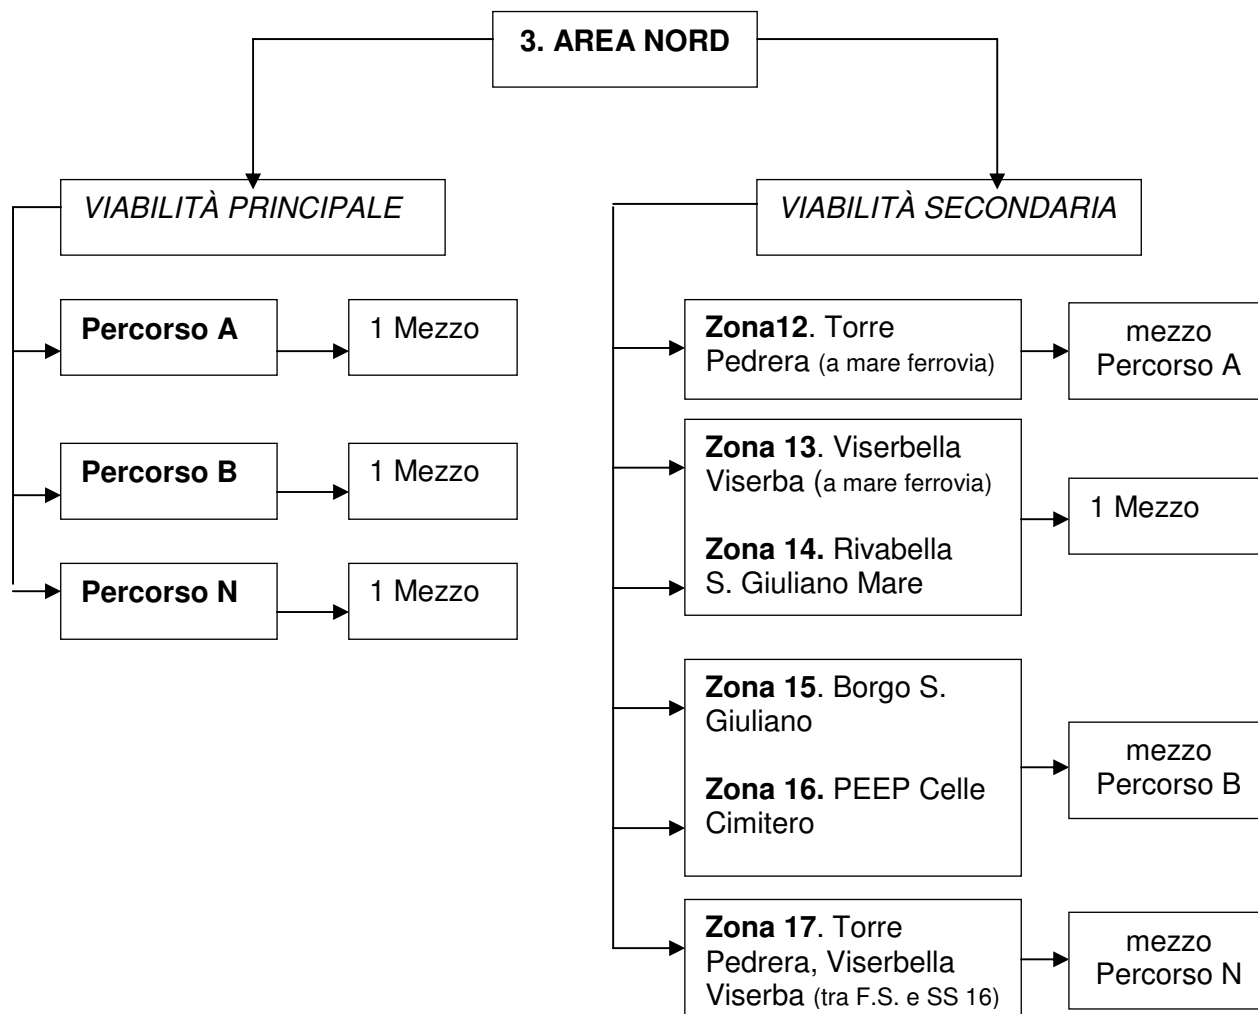 3. AREA NORD
VIABILITÀ PRINCIPALE
Percorso A
1 Mezzo
Percorso B
1 Mezzo
Percorso N
1 Mezzo
VIABILITÀ SECONDARIA
Zona12. Torre
Pedrera (a mare ferrovia)
mezzo
Percorso A
Zona 13. Viserbella
Viserba (a mare ferrovia)
Zona 14. Rivabella
S. Giuliano Mare
1 Mezzo
Zona 15. Borgo S.
Giuliano
Zona 16. PEEP Celle
Cimitero
mezzo
Percorso B
Zona 17. Torre
Pedrera, Viserbella
Viserba (tra F.S. e SS 16)
mezzo
Percorso N